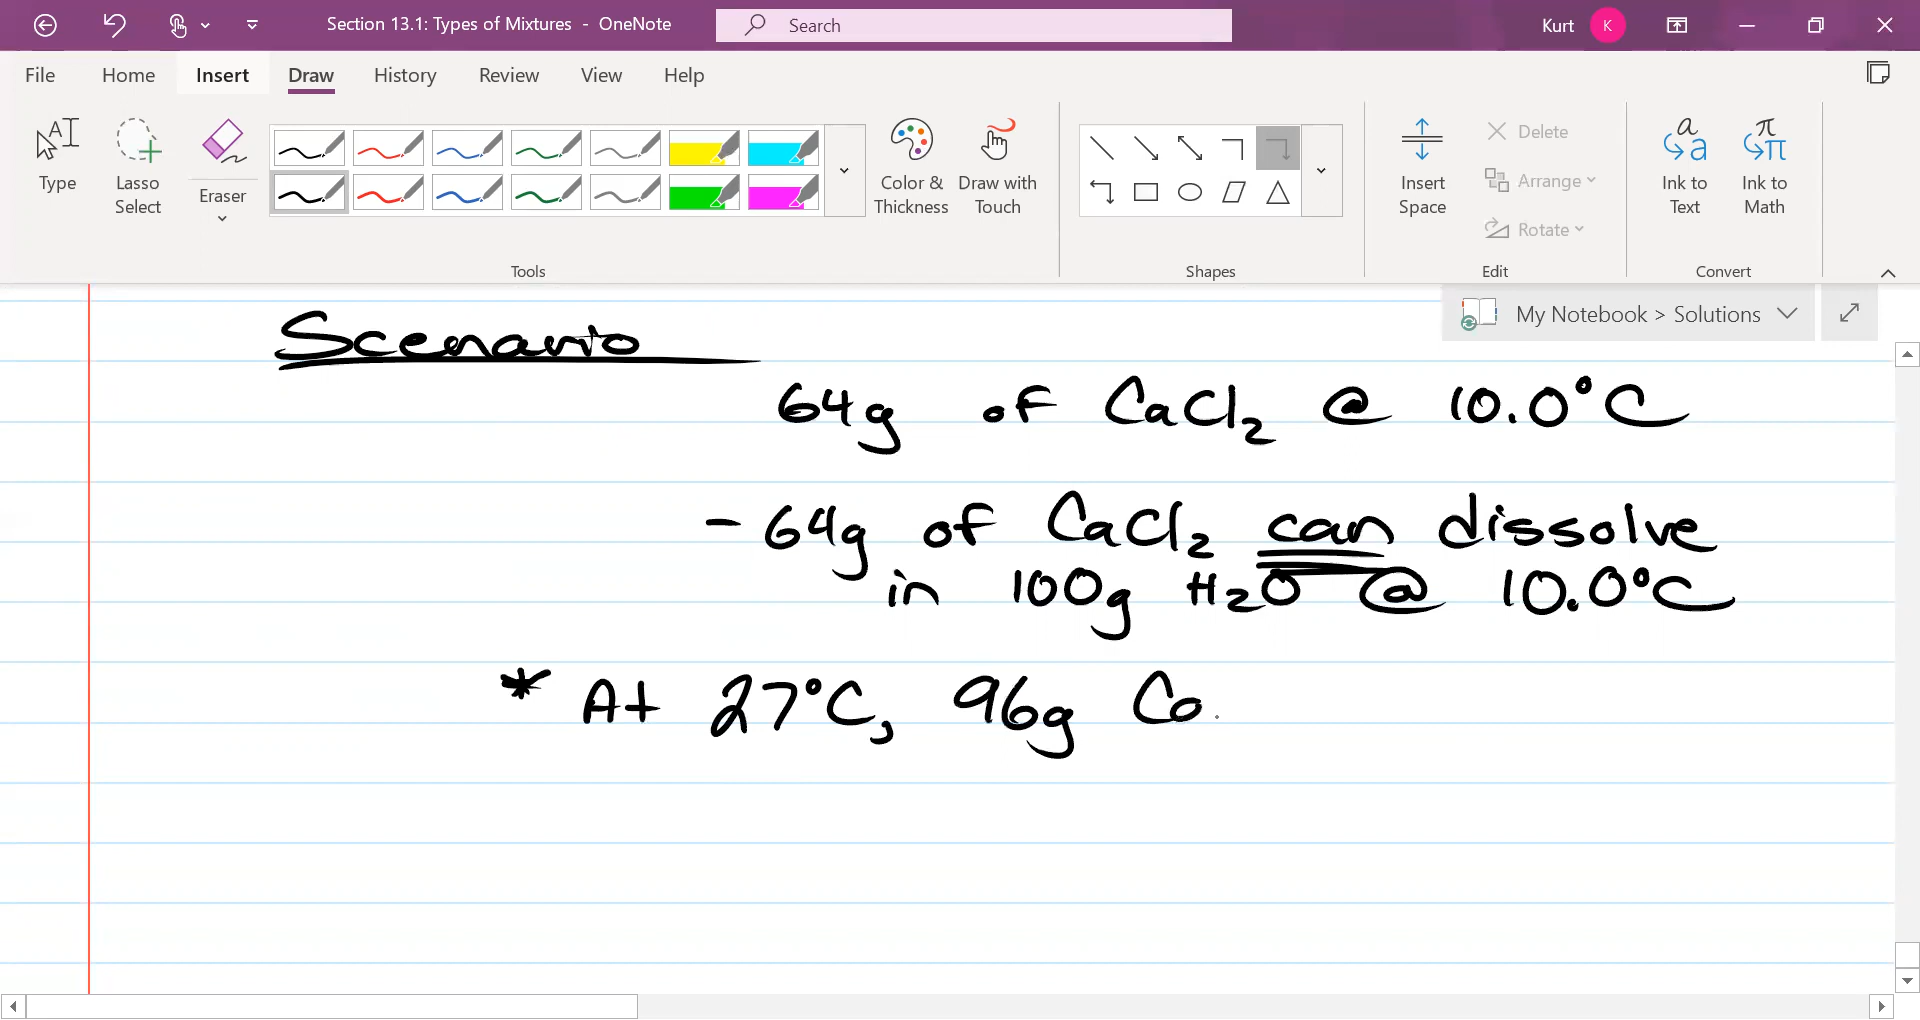 Section 13.1: Types of Mixtures - OneNote
Search
Kurt K
File Home Insert Draw History Review View Help
Type
Lasso Select
Eraser
Color & Thickness
Draw with Touch
Insert Space
Delete
Arrange
Rotate
Ink to Text
Ink to Math
Tools Shapes Edit Convert
My Notebook > Solutions
Scenario
64g of CaCl₂ @ 10.0°C
- 64g of CaCl₂ can dissolve
in 100g H₂O @ 10.0°C
* At 27°C, 96g Co